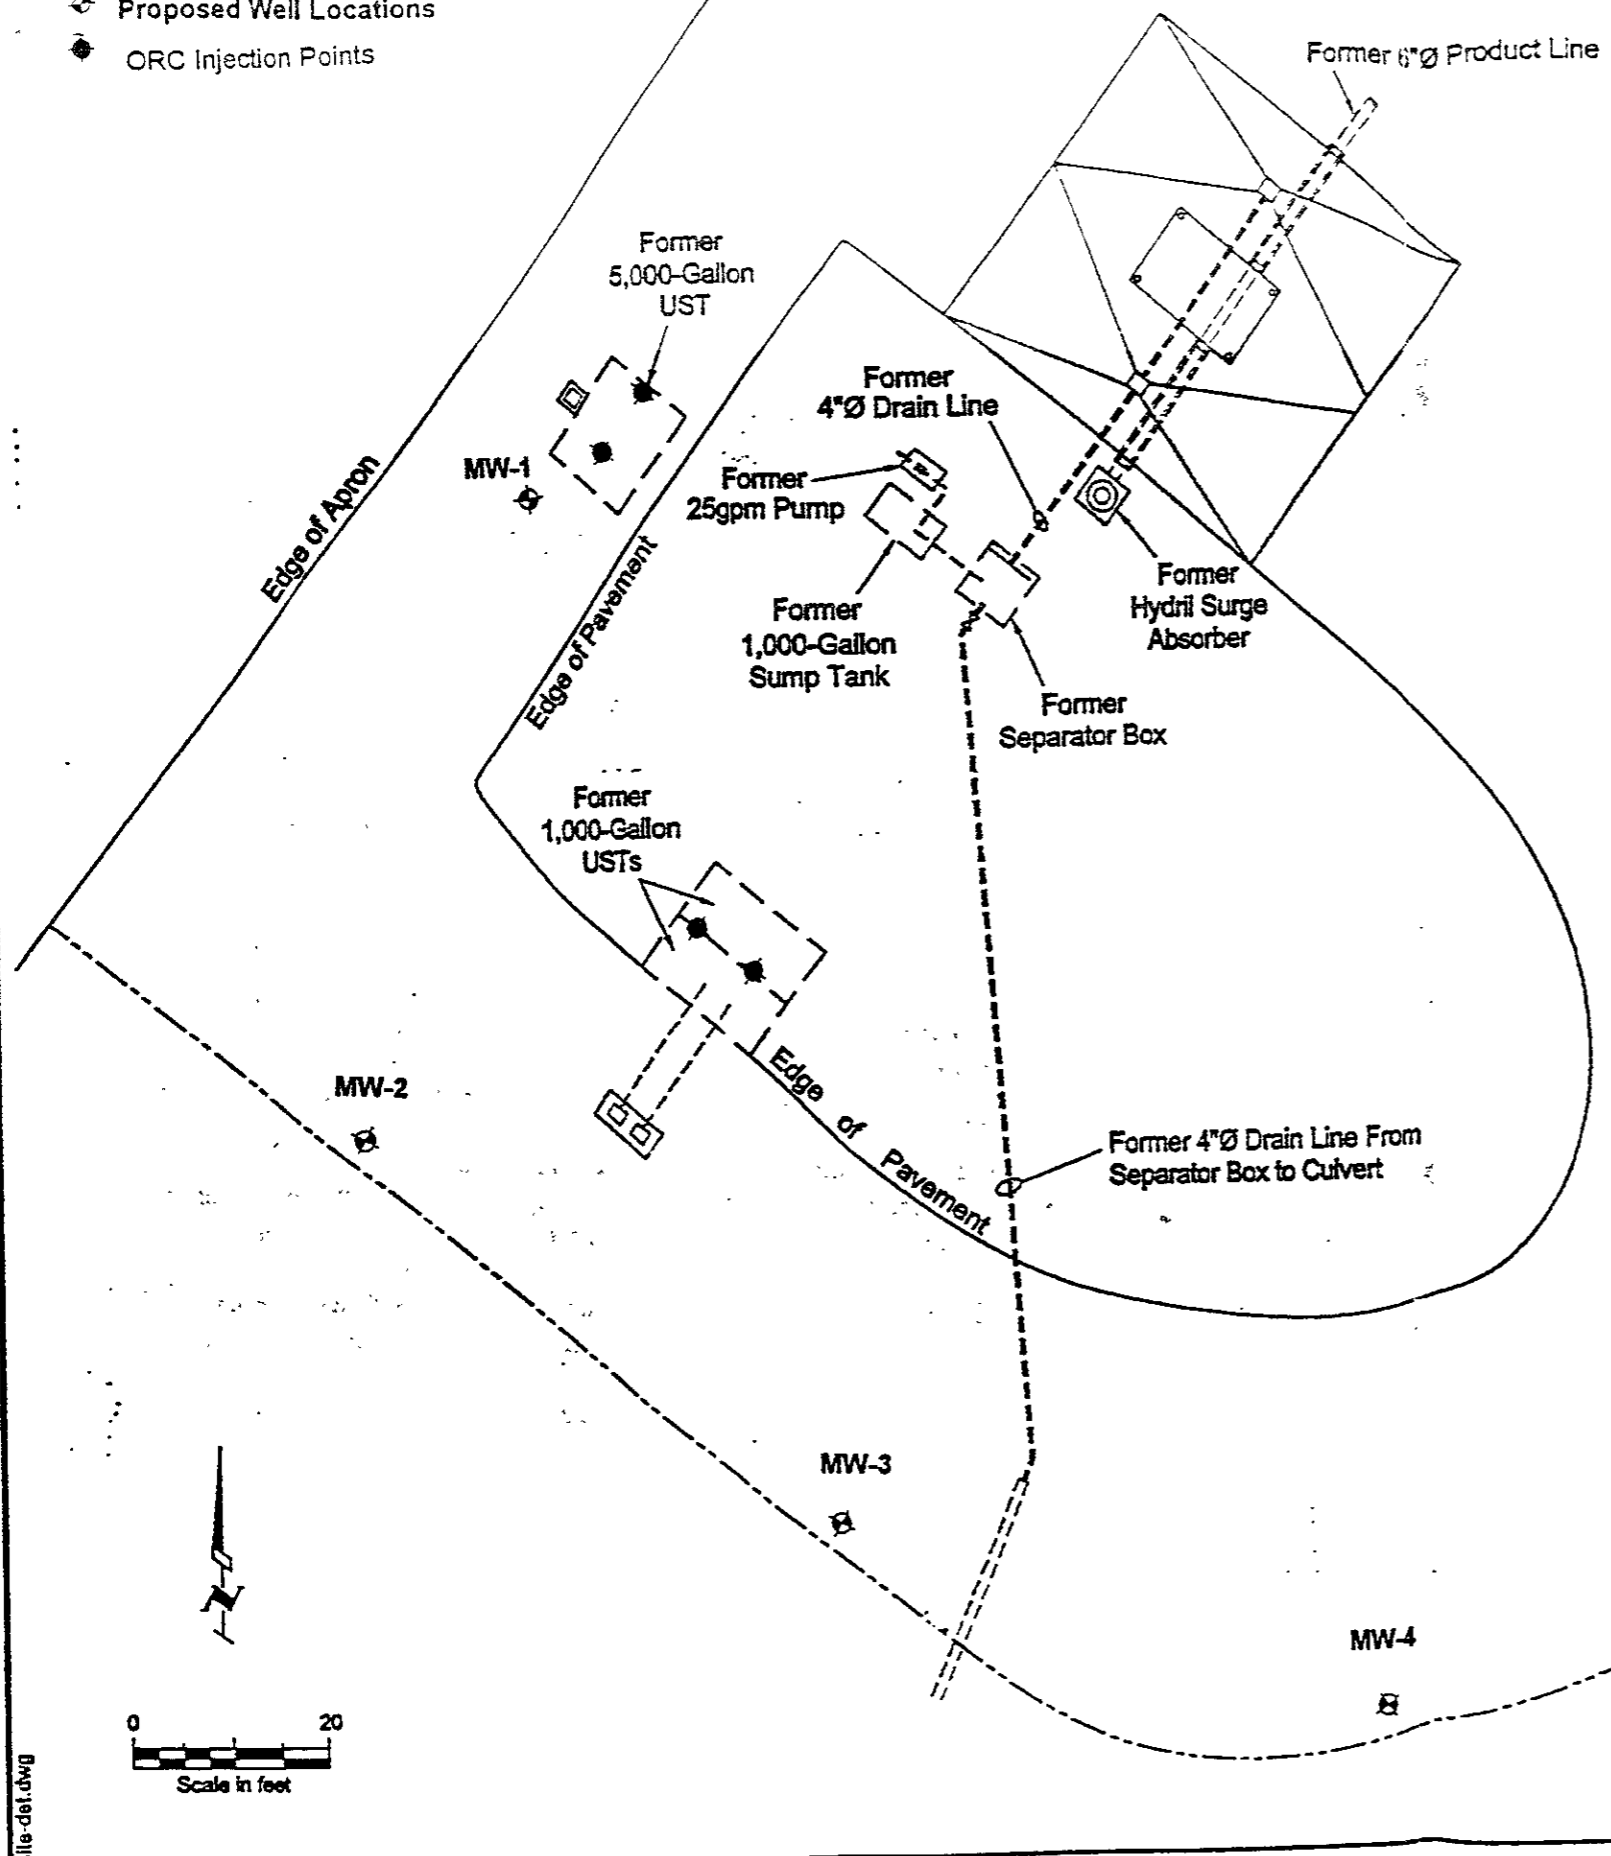 Proposed Well Locations
ORC Injection Points
Former 6"Ø Product Line
Former
5,000-Gallon
UST
Former
4"Ø Drain Line
MW-1
Former
25gpm Pump
Edge of Apron
Edge of Pavement
Former
Hydril Surge
Absorber
Former
1,000-Gallon
Sump Tank
Former
Separator Box
Former
1,000-Gallon
USTs
MW-2
Edge of Pavement
Former 4"Ø Drain Line From
Separator Box to Culvert
MW-3
N
MW-4
0 20
Scale in feet
ile-det.dwg